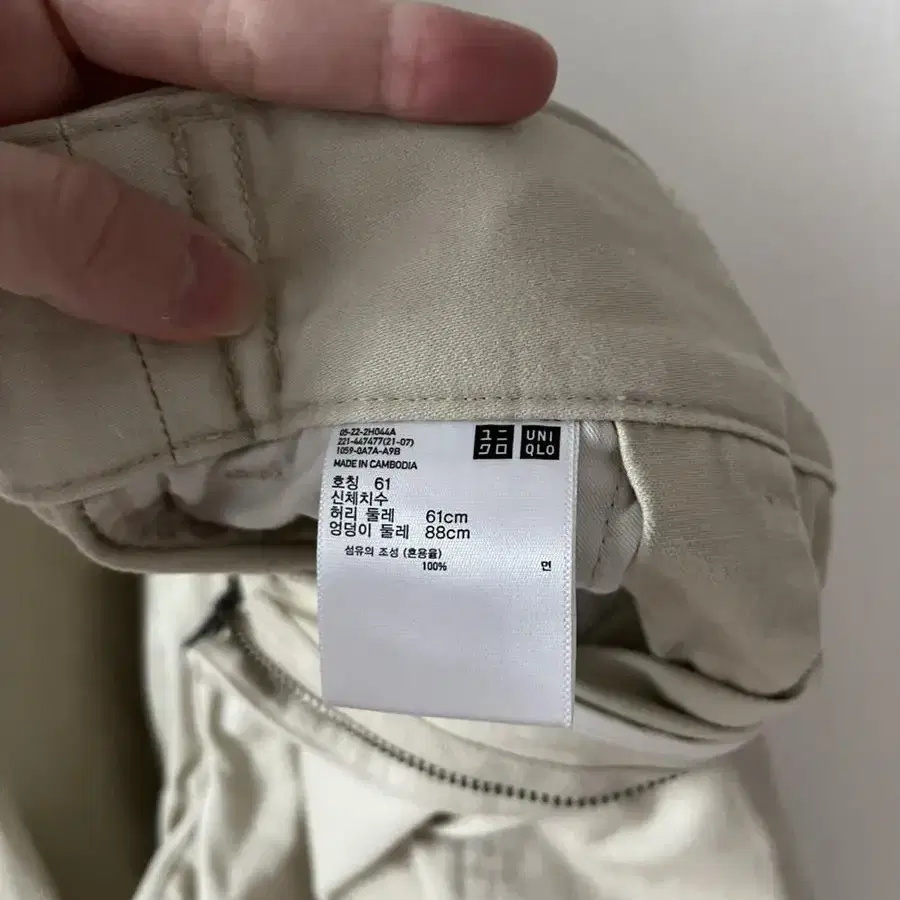 05-22-2H044A
221-447477(21-07)
1059-0A7A-A9B
MADE IN CAMBODIA
ユニクロ
UNIQLO
호칭 61
신체치수
허리 둘레 61cm
엉덩이 둘레 88cm
섬유의 조성 (혼용율)
100% 면